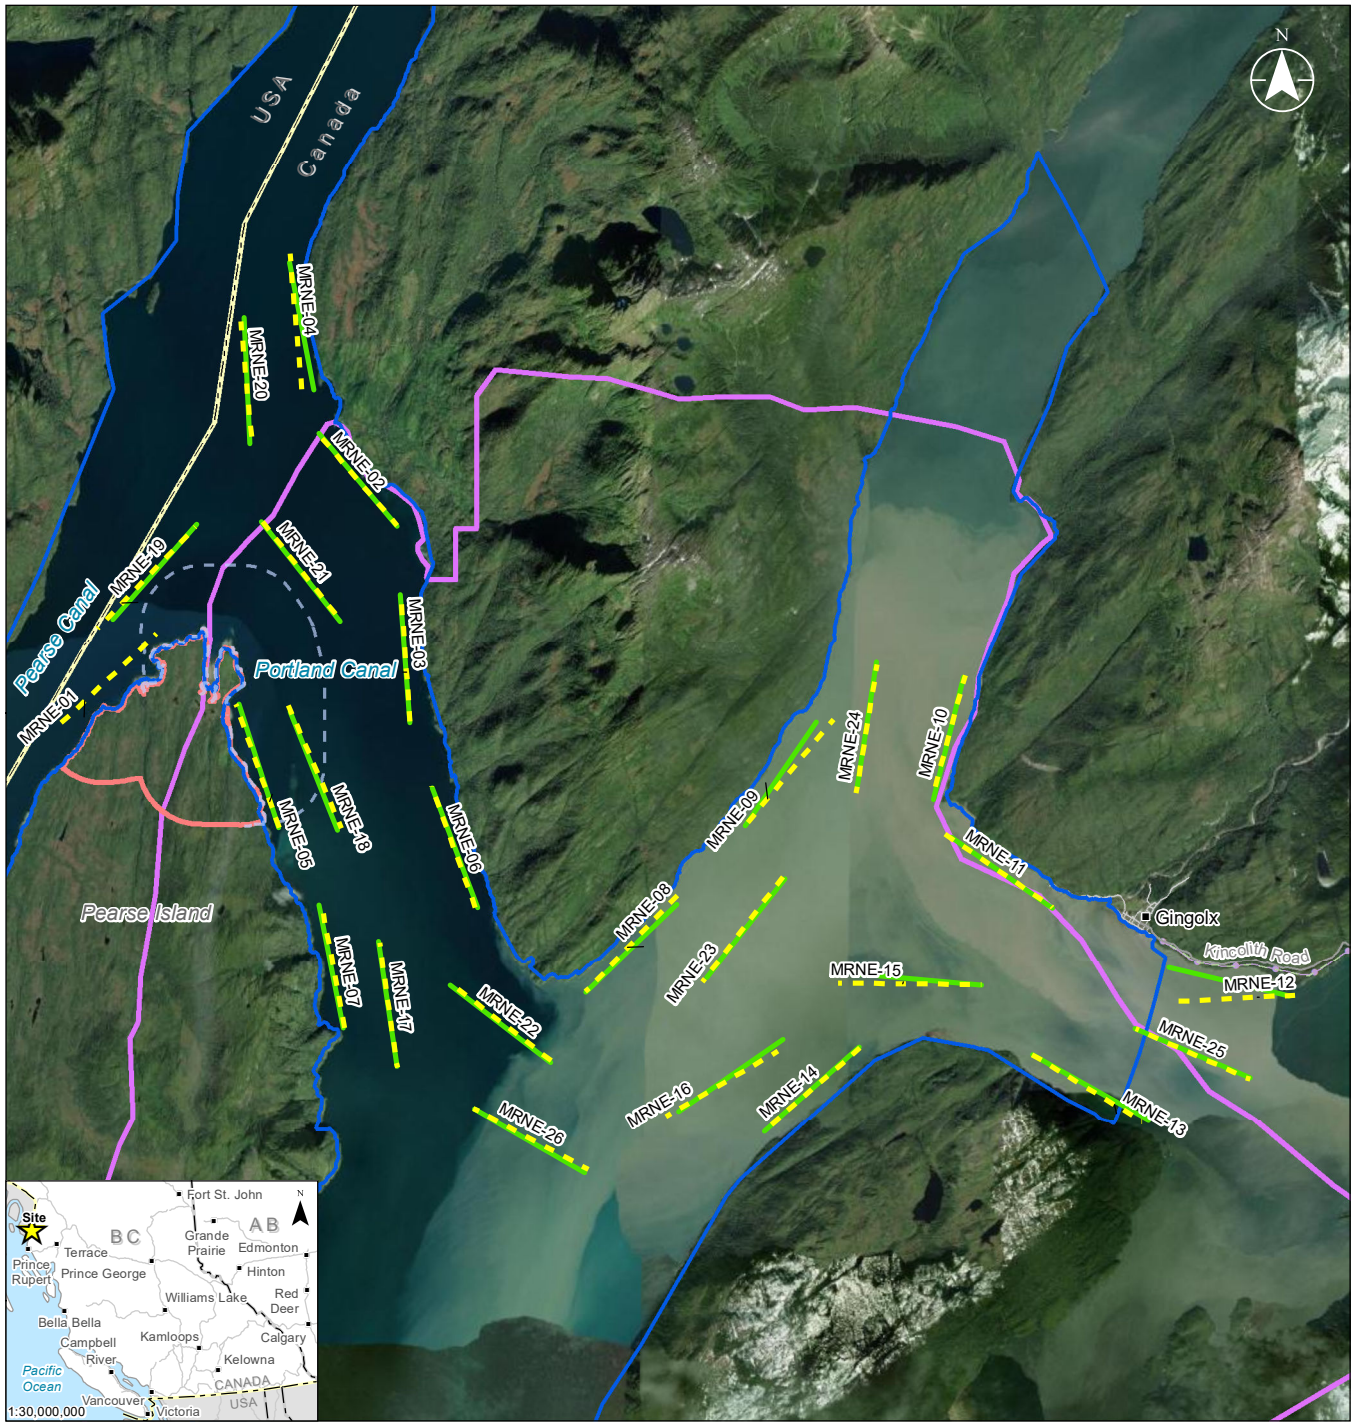 N
USA
Canada
MRNE-04
MRNE-20
MRNE-02
MRNE-19
MRNE-21
Pearse Canal
MRNE-03
Portland Canal
MRNE-01
MRNE-24
MRNE-10
MRNE-05
MRNE-18
MRNE-09
MRNE-06
MRNE-11
Pearse Island
MRNE-08
Gingolx
Kincolith Road
MRNE-07
MRNE-17
MRNE-23
MRNE-15
MRNE-12
MRNE-22
MRNE-25
MRNE-16
MRNE-14
MRNE-26
MRNE-13
N
Fort St. John
Site
BC
AB
Grande
Prairie
Edmonton
Terrace
Prince
Rupert
Prince George
Hinton
Williams Lake
Red
Deer
Bella Bella
Campbell
River
Kamloops
Calgary
Pacific
Ocean
Kelowna
CANADA
USA
Vancouver
Victoria
1:30,000,000